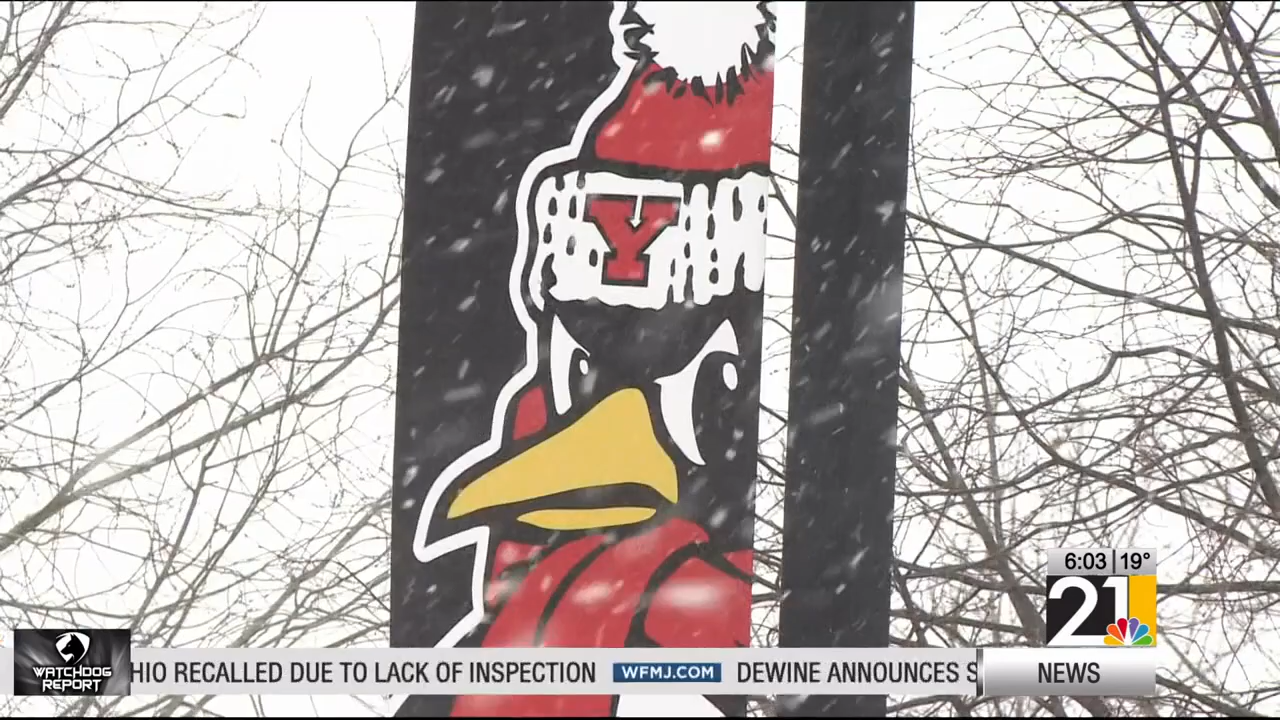 Y
6:03 19°
21
WATCHDOG
REPORT
HIO RECALLED DUE TO LACK OF INSPECTION WFMJ.COM DEWINE ANNOUNCES S
NEWS